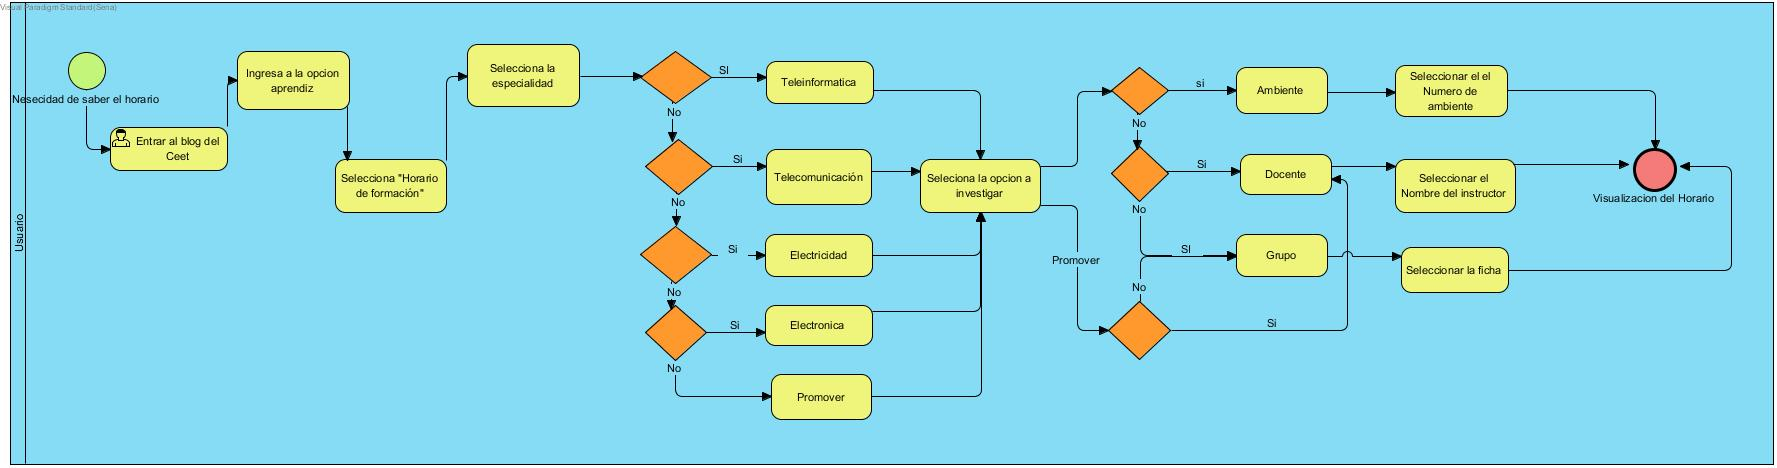 Visual Paradigm Standard(Sena)
Usuario
Nesecidad de saber el horario
Entrar al blog del
Ceet
Ingresa a la opcion
aprendiz
Selecciona "Horario
de formación"
Selecciona la
especialidad
SI
Teleinformatica
No
Si
Telecomunicación
No
Si
Electricidad
No
Si
Electronica
No
Promover
Seleciona la opcion a
investigar
Promover
si
Ambiente
Seleccionar el el
Numero de
ambiente
No
Si
Docente
Seleccionar el
Nombre del instructor
No
SI
Grupo
Seleccionar la ficha
No
Si
Visualizacion del Horario